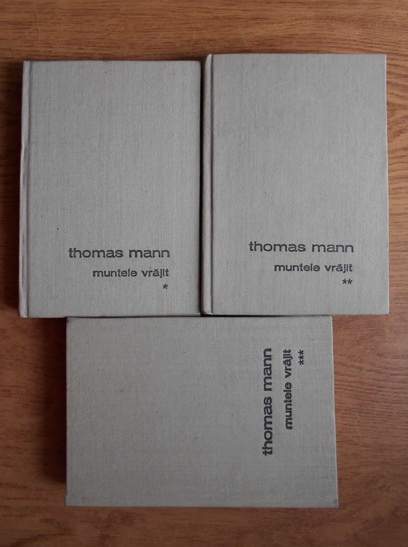 thomas mann
muntele vrăjit
*
thomas mann
muntele vrăjit
**
thomas mann
muntele vrăjit
***